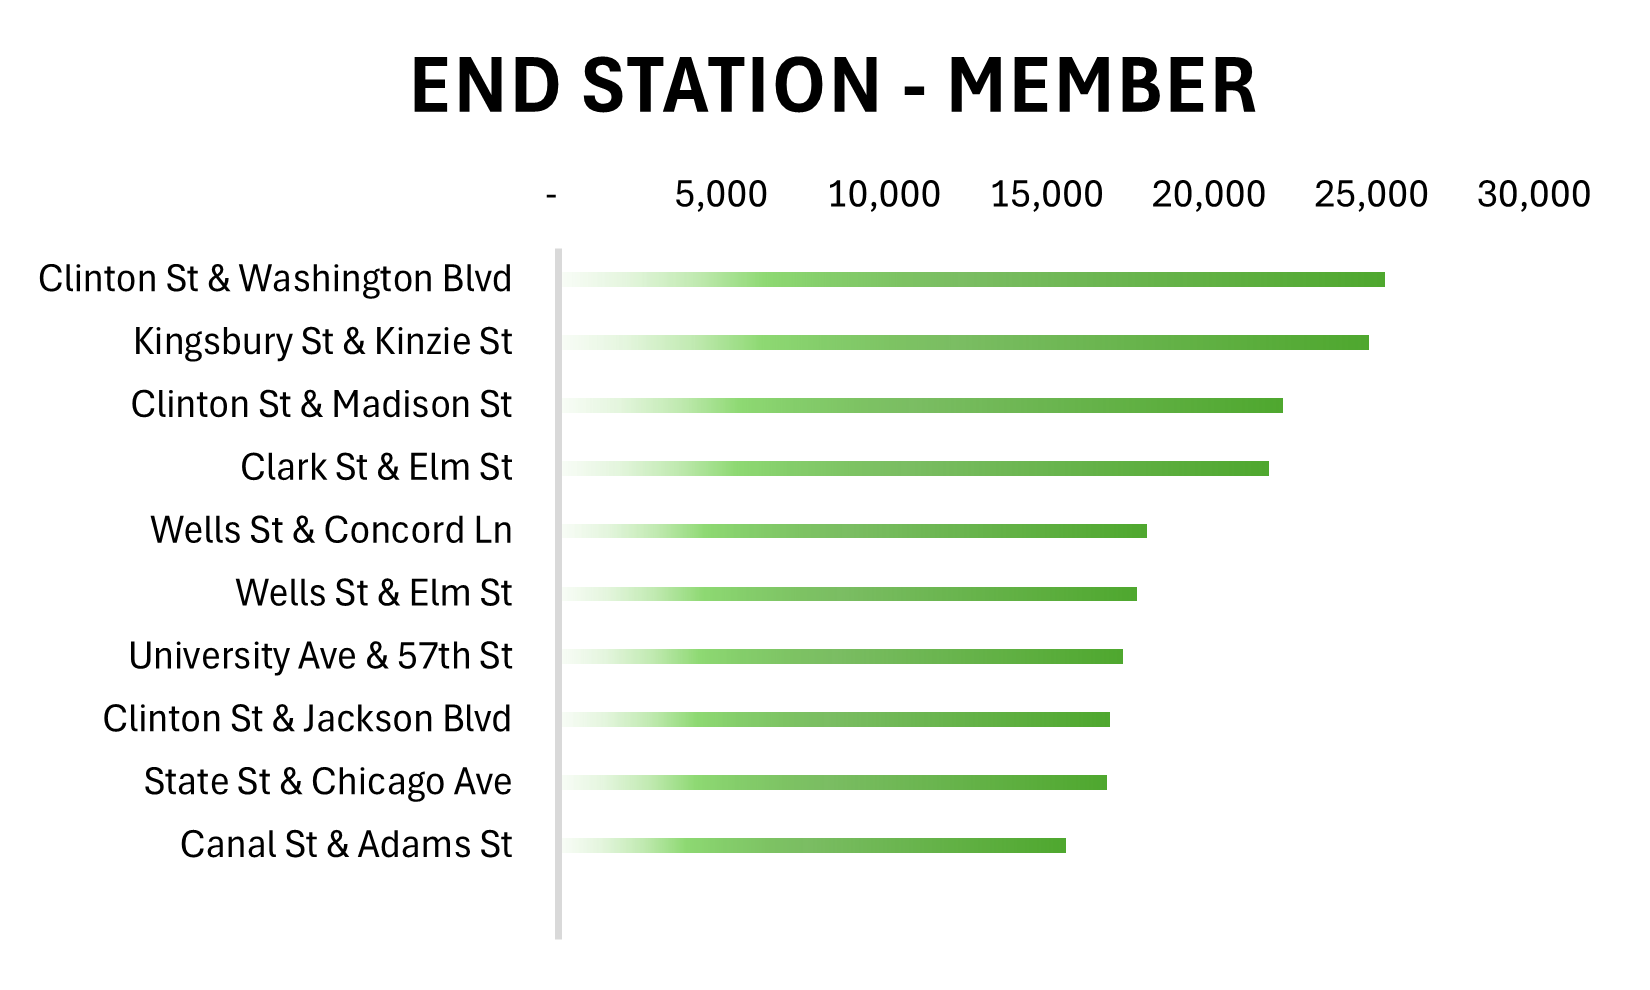 END STATION - MEMBER
- 5,000 10,000 15,000 20,000 25,000 30,000
Clinton St & Washington Blvd
Kingsbury St & Kinzie St
Clinton St & Madison St
Clark St & Elm St
Wells St & Concord Ln
Wells St & Elm St
University Ave & 57th St
Clinton St & Jackson Blvd
State St & Chicago Ave
Canal St & Adams St